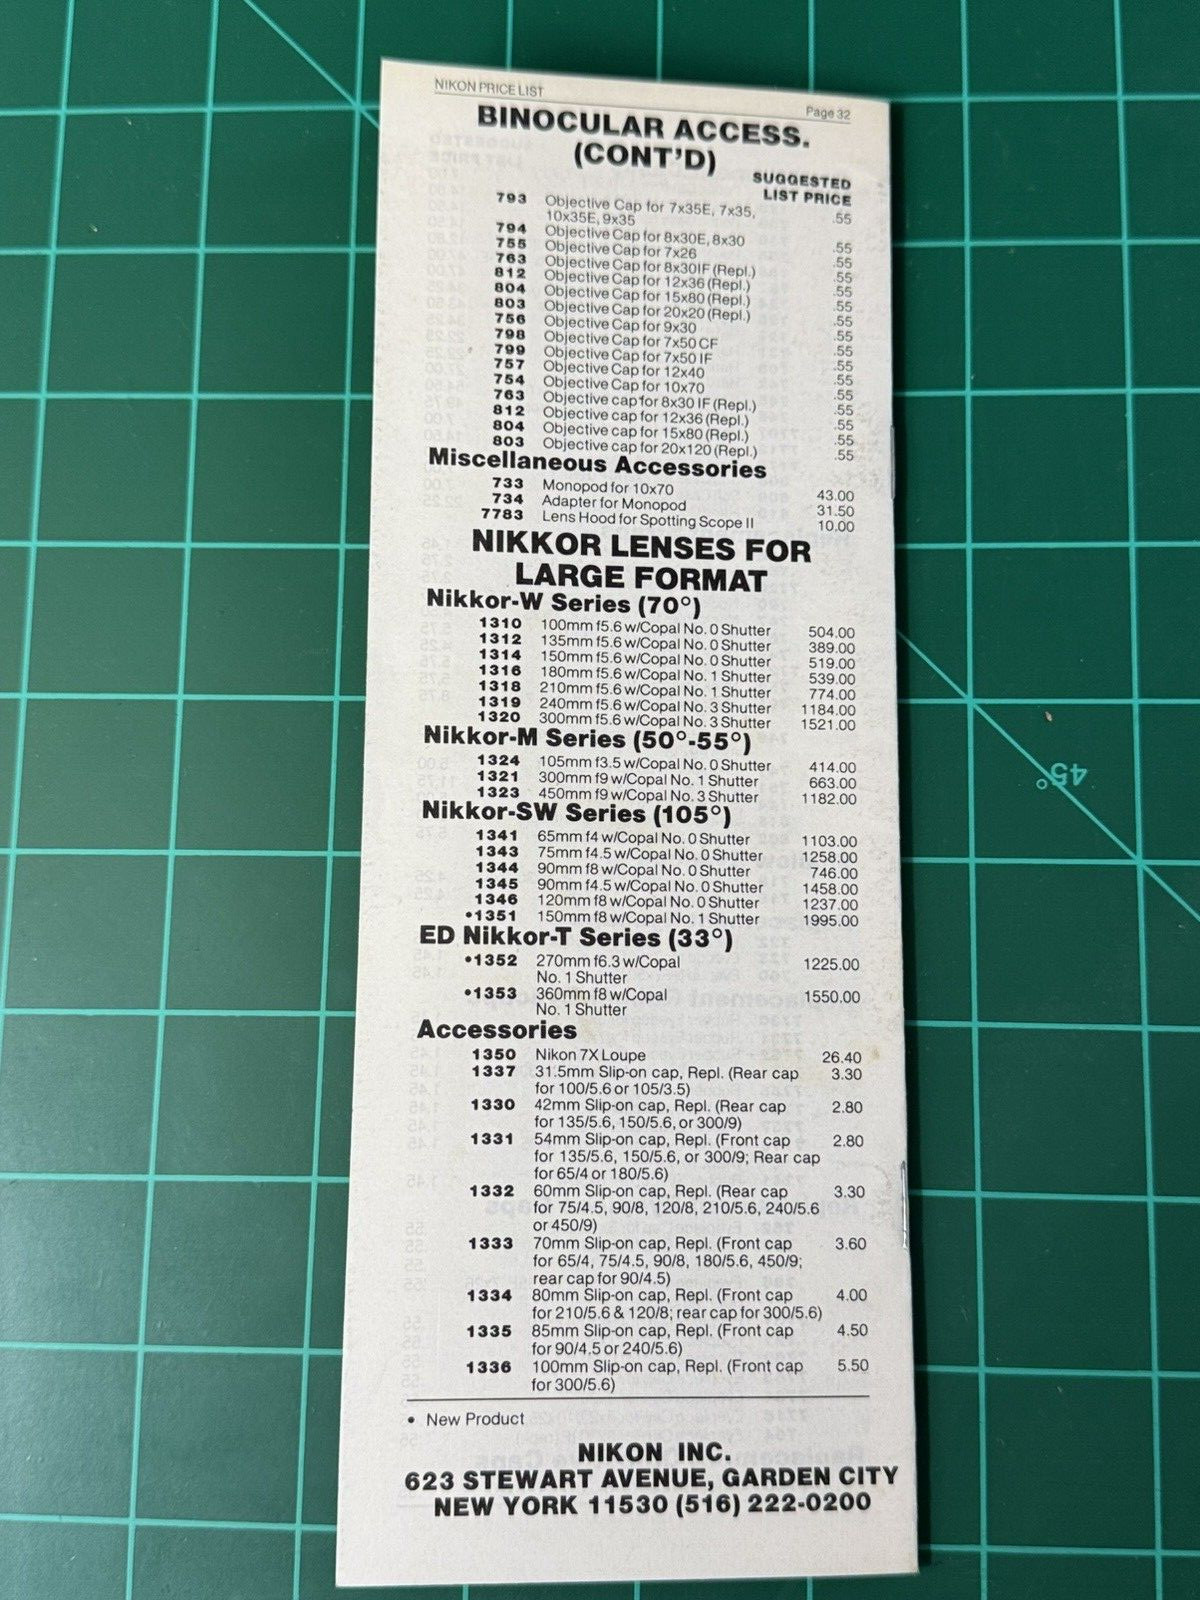 NIKON PRICE LIST Page 32
BINOCULAR ACCESS.
(CONT'D)
SUGGESTED
LIST PRICE
793 Objective Cap for 7x35E, 7x35, .55
10x35E, 9x35
794 Objective Cap for 8x30E, 8x30 .55
755 Objective Cap for 7x26 .55
763 Objective Cap for 8x30IF (Repl.) .55
812 Objective Cap for 12x36 (Repl.) .55
804 Objective Cap for 15x80 (Repl.) .55
803 Objective Cap for 20x20 (Repl.) .55
756 Objective Cap for 9x30 .55
798 Objective Cap for 7x50 CF .55
799 Objective Cap for 7x50 IF .55
757 Objective Cap for 12x40 .55
754 Objective Cap for 10x70 .55
763 Objective cap for 8x30 IF (Repl.) .55
812 Objective cap for 12x36 (Repl.) .55
804 Objective cap for 15x80 (Repl.) .55
803 Objective cap for 20x120 (Repl.) .55
Miscellaneous Accessories
733 Monopod for 10x70 43.00
734 Adapter for Monopod 31.50
7783 Lens Hood for Spotting Scope II 10.00
NIKKOR LENSES FOR
LARGE FORMAT
Nikkor-W Series (70°)
1310 100mm f5.6 w/Copal No. 0 Shutter 504.00
1312 135mm f5.6 w/Copal No. 0 Shutter 389.00
1314 150mm f5.6 w/Copal No. 0 Shutter 519.00
1316 180mm f5.6 w/Copal No. 1 Shutter 539.00
1318 210mm f5.6 w/Copal No. 1 Shutter 774.00
1319 240mm f5.6 w/Copal No. 3 Shutter 1184.00
1320 300mm f5.6 w/Copal No. 3 Shutter 1521.00
Nikkor-M Series (50°-55°)
1324 105mm f3.5 w/Copal No. 0 Shutter 414.00
1321 300mm f9 w/Copal No. 1 Shutter 663.00
1323 450mm f9 w/Copal No. 3 Shutter 1182.00
Nikkor-SW Series (105°)
1341 65mm f4 w/Copal No. 0 Shutter 1103.00
1343 75mm f4.5 w/Copal No. 0 Shutter 1258.00
1344 90mm f8 w/Copal No. 0 Shutter 746.00
1345 90mm f4.5 w/Copal No. 0 Shutter 1458.00
1346 120mm f8 w/Copal No. 0 Shutter 1237.00
•1351 150mm f8 w/Copal No. 1 Shutter 1995.00
ED Nikkor-T Series (33°)
•1352 270mm f6.3 w/Copal 1225.00
No. 1 Shutter
•1353 360mm f8 w/Copal 1550.00
No. 1 Shutter
Accessories
1350 Nikon 7X Loupe 26.40
1337 31.5mm Slip-on cap, Repl. (Rear cap 3.30
for 100/5.6 or 105/3.5)
1330 42mm Slip-on cap, Repl. (Rear cap 2.80
for 135/5.6, 150/5.6, or 300/9)
1331 54mm Slip-on cap, Repl. (Front cap 2.80
for 135/5.6, 150/5.6, or 300/9; Rear cap
for 65/4 or 180/5.6)
1332 60mm Slip-on cap, Repl. (Rear cap 3.30
for 75/4.5, 90/8, 120/8, 210/5.6, 240/5.6
or 450/9)
1333 70mm Slip-on cap, Repl. (Front cap 3.60
for 65/4, 75/4.5, 90/8, 180/5.6, 450/9;
rear cap for 90/4.5)
1334 80mm Slip-on cap, Repl. (Front cap 4.00
for 210/5.6 & 120/8; rear cap for 300/5.6)
1335 85mm Slip-on cap, Repl. (Front cap 4.50
for 90/4.5 or 240/5.6)
1336 100mm Slip-on cap, Repl. (Front cap 5.50
for 300/5.6)
• New Product
NIKON INC.
623 STEWART AVENUE, GARDEN CITY
NEW YORK 11530 (516) 222-0200
45°